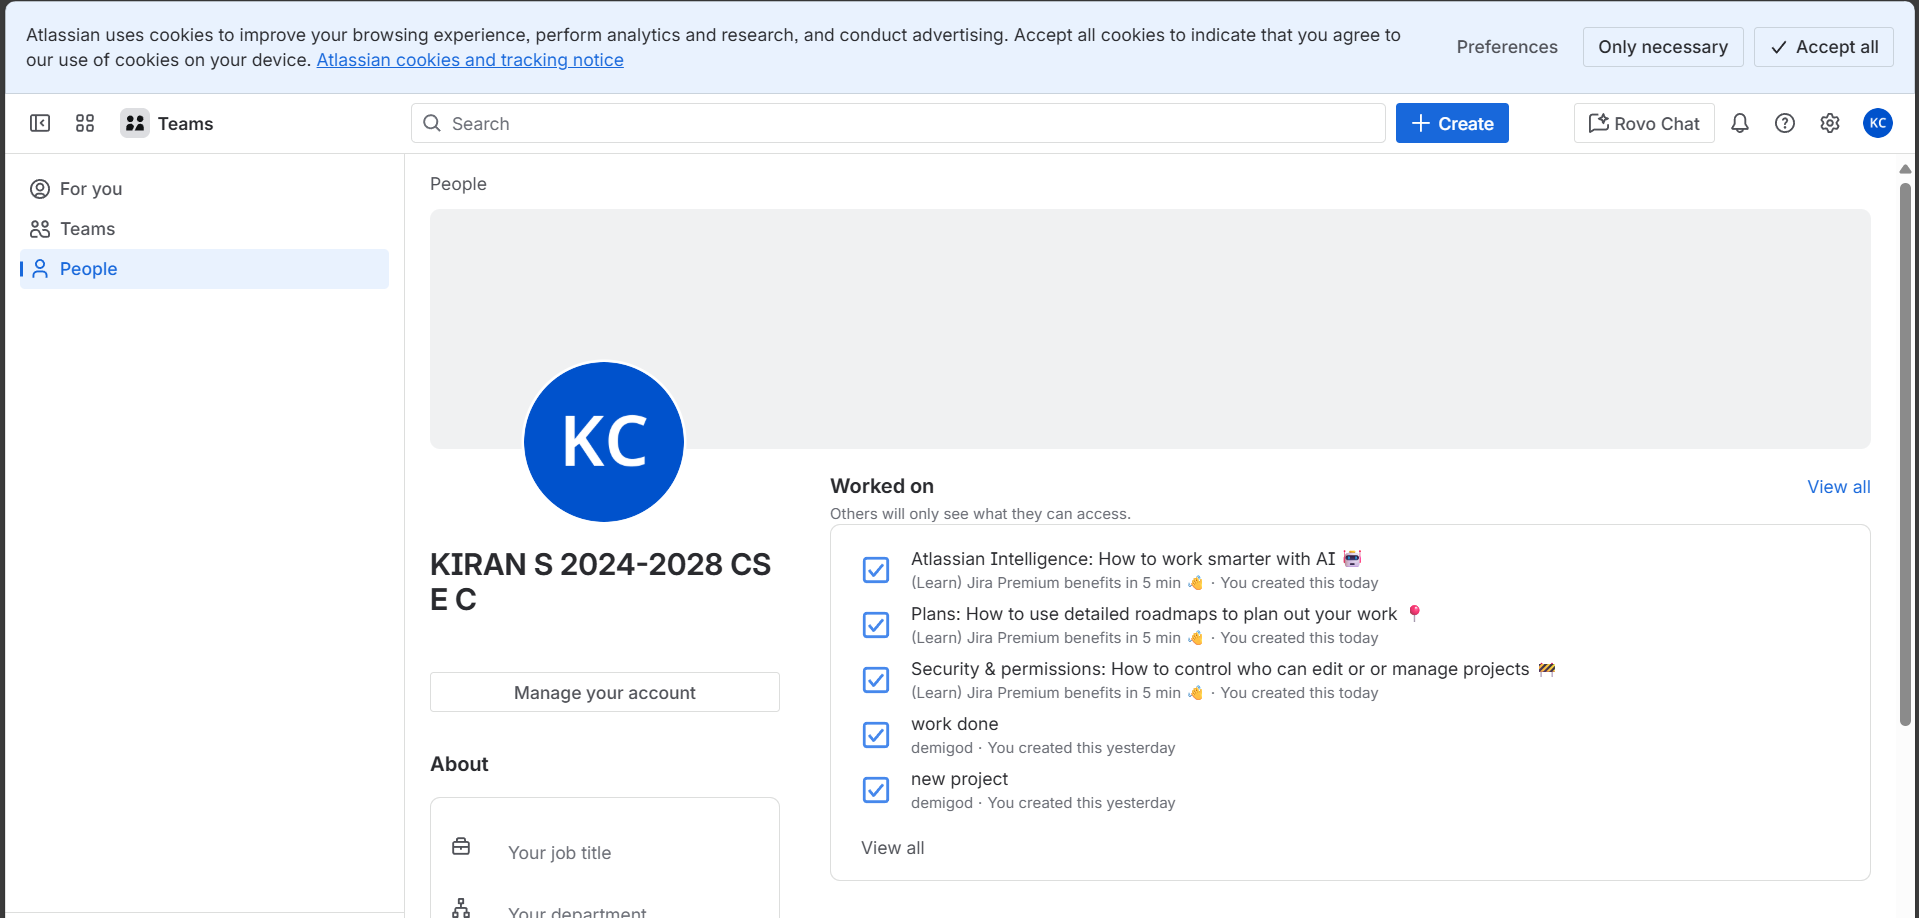 Atlassian uses cookies to improve your browsing experience, perform analytics and research, and conduct advertising. Accept all cookies to indicate that you agree to
our use of cookies on your device. Atlassian cookies and tracking notice
Preferences
Only necessary
Accept all
Teams
Search
Create
Rovo Chat
KC
For you
Teams
People
People
KC
KIRAN S 2024-2028 CS
E C
Manage your account
About
Your job title
Your department
Worked on
View all
Others will only see what they can access.
Atlassian Intelligence: How to work smarter with AI 🤖
(Learn) Jira Premium benefits in 5 min 👋 · You created this today
Plans: How to use detailed roadmaps to plan out your work 📍
(Learn) Jira Premium benefits in 5 min 👋 · You created this today
Security & permissions: How to control who can edit or or manage projects 🚧
(Learn) Jira Premium benefits in 5 min 👋 · You created this today
work done
demigod · You created this yesterday
new project
demigod · You created this yesterday
View all